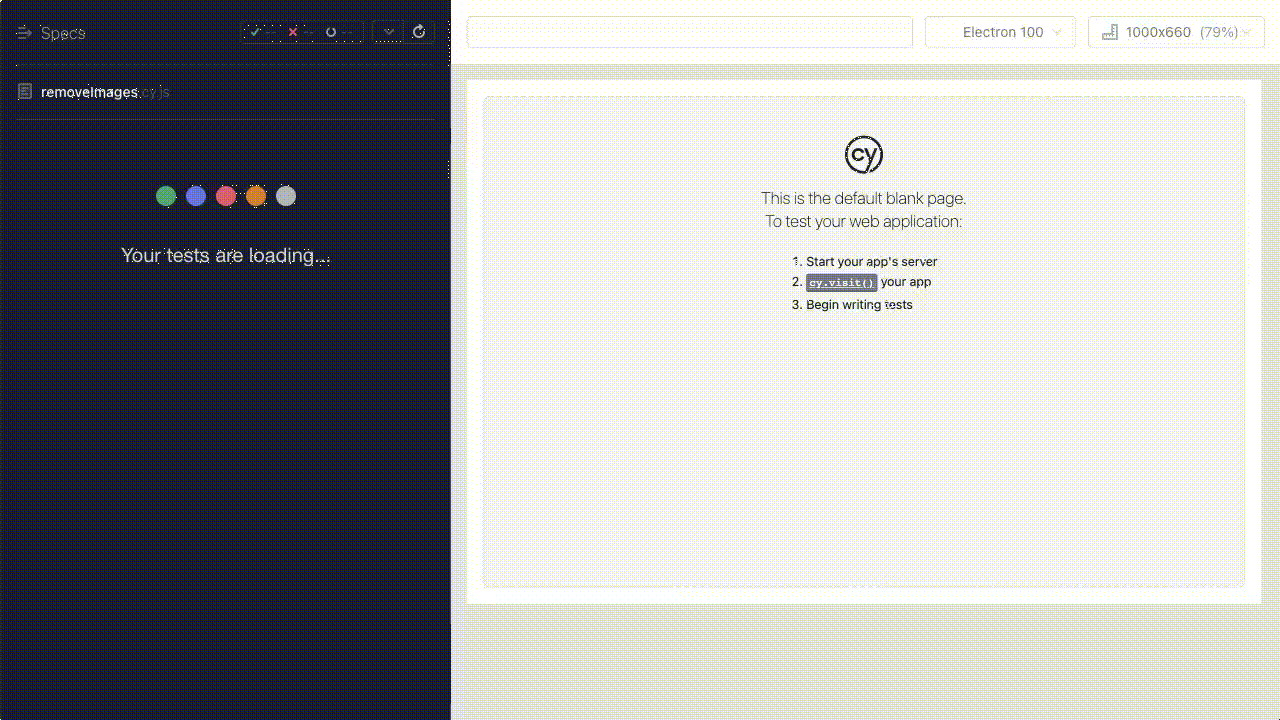 Specs
-- -- --
removeImages.cy.js
Your tests are loading...
Electron 100
1000x660 (79%)
cy
This is the default blank page.
To test your web application:
1. Start your app's server
2. cy.visit() your app
3. Begin writing tests